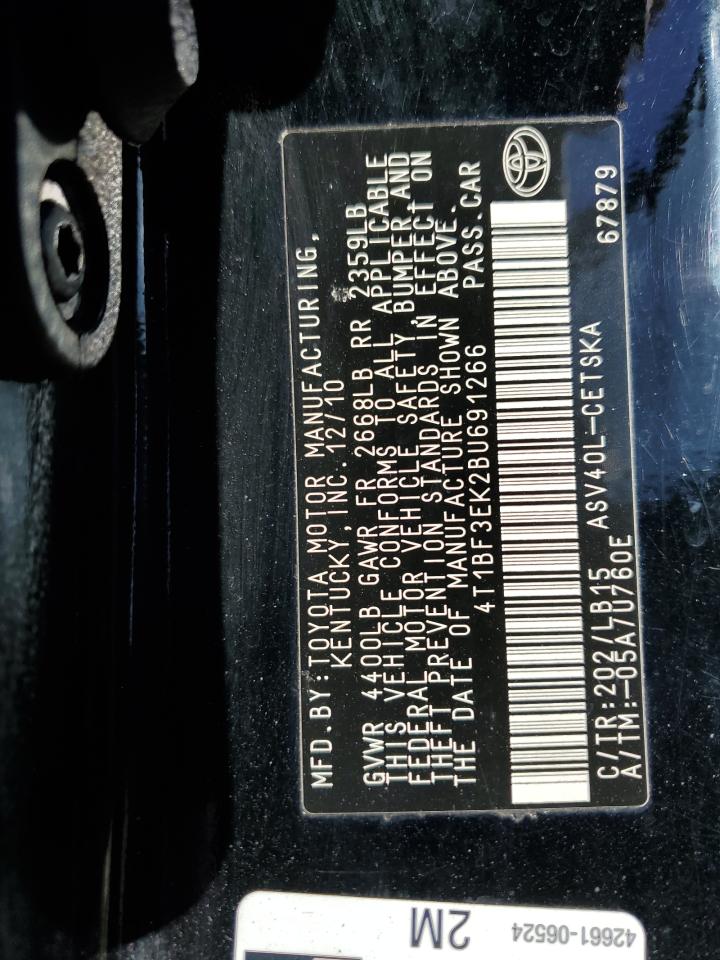 MFD.BY:TOYOTA MOTOR MANUFACTURING,
KENTUCKY,INC.12/10
GVWR 4400LB GAWR FR 2668LB RR 2359LB
THIS VEHICLE CONFORMS TO ALL APPLICABLE
FEDERAL MOTOR VEHICLE SAFETY, BUMPER AND
THEFT PREVENTION STANDARDS IN EFFECT ON
THE DATE OF MANUFACTURE SHOWN ABOVE.
4T1BF3EK2BU691266 PASS.CAR
C/TR:202/LB15 ASV40L-CETSKA 67879
A/TM:-05A/U760E
2M
42661-06524